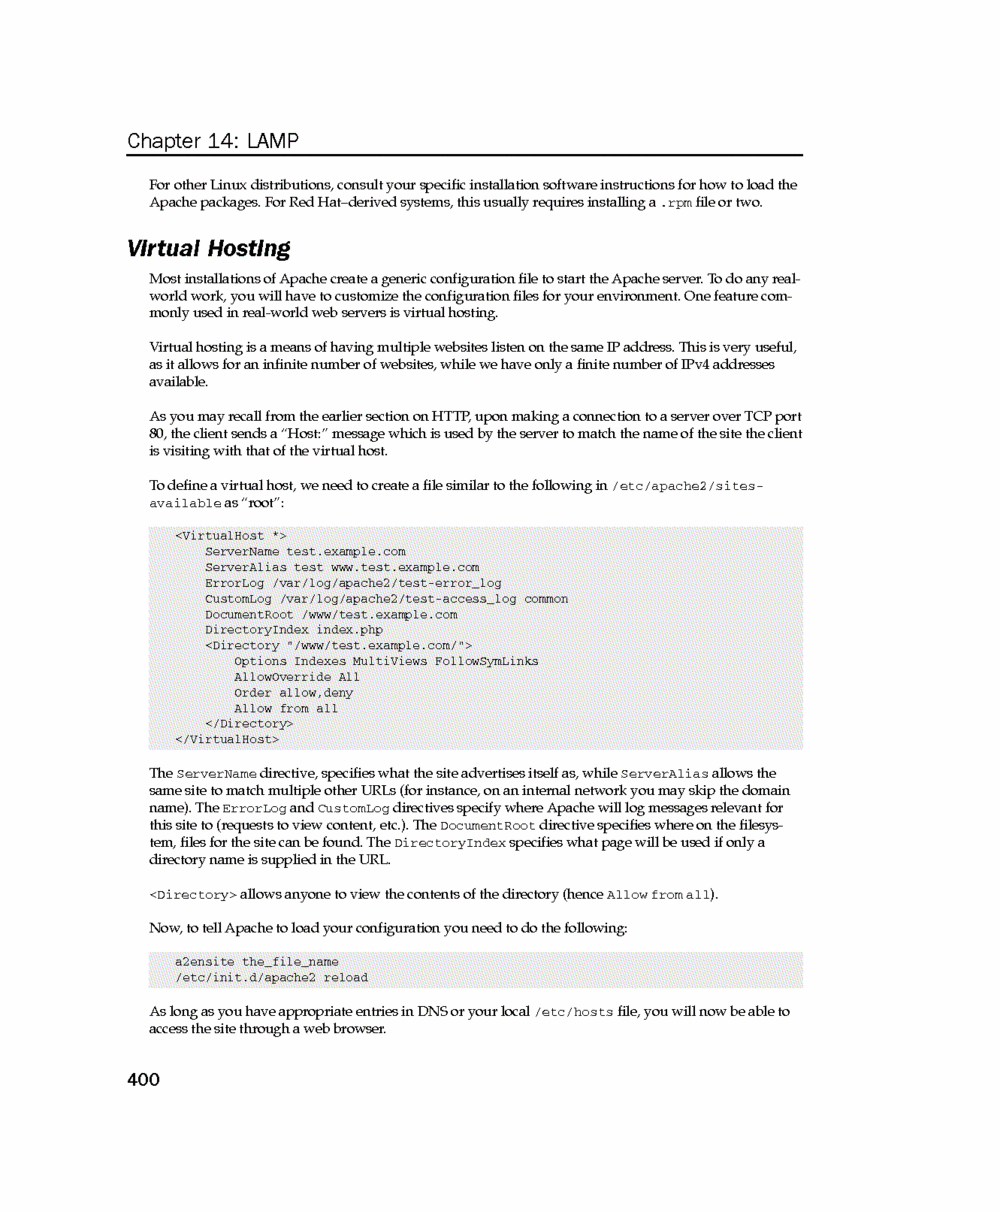 Chapter 14: LAMP
For other Linux distributions, consult your specific installation software instructions for how to load the
Apache packages. For Red Hat–derived systems, this usually requires installing a .rpm file or two.
Virtual Hosting
Most installations of Apache create a generic configuration file to start the Apache server. To do any real-
world work, you will have to customize the configuration files for your environment. One feature com-
monly used in real-world web servers is virtual hosting.
Virtual hosting is a means of having multiple websites listen on the same IP address. This is very useful,
as it allows for an infinite number of websites, while we have only a finite number of IPv4 addresses
available.
As you may recall from the earlier section on HTTP, upon making a connection to a server over TCP port
80, the client sends a “Host:” message which is used by the server to match the name of the site the client
is visiting with that of the virtual host.
To define a virtual host, we need to create a file similar to the following in /etc/apache2/sites-
available as “root”:
<VirtualHost *>
ServerName test.example.com
ServerAlias test www.test.example.com
ErrorLog /var/log/apache2/test-error_log
CustomLog /var/log/apache2/test-access_log common
DocumentRoot /www/test.example.com
DirectoryIndex index.php
<Directory "/www/test.example.com/">
Options Indexes MultiViews FollowSymLinks
AllowOverride All
Order allow,deny
Allow from all
</Directory>
</VirtualHost>
The ServerName directive, specifies what the site advertises itself as, while ServerAlias allows the
same site to match multiple other URLs (for instance, on an internal network you may skip the domain
name). The ErrorLog and CustomLog directives specify where Apache will log messages relevant for
this site to (requests to view content, etc.). The DocumentRoot directive specifies where on the filesys-
tem, files for the site can be found. The DirectoryIndex specifies what page will be used if only a
directory name is supplied in the URL.
<Directory> allows anyone to view the contents of the directory (hence Allow from all).
Now, to tell Apache to load your configuration you need to do the following:
a2ensite the_file_name
/etc/init.d/apache2 reload
As long as you have appropriate entries in DNS or your local /etc/hosts file, you will now be able to
access the site through a web browser.
400